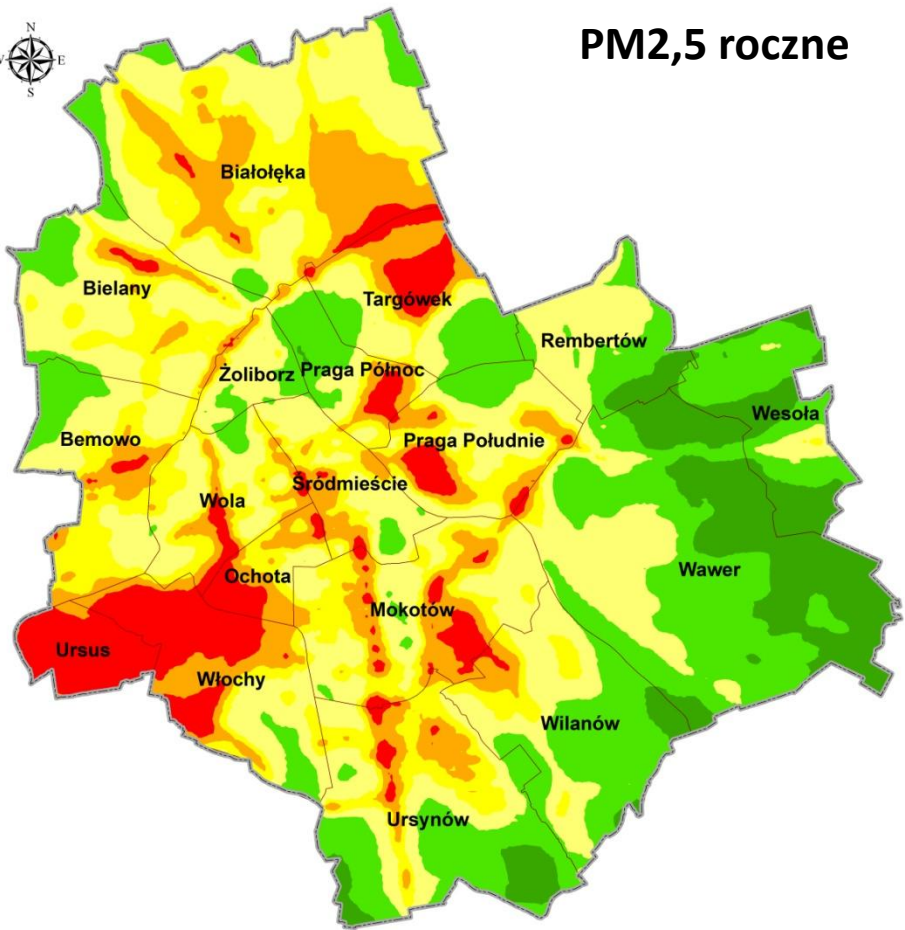 PM2,5 roczne
N
E
S
Białołęka
Bielany
Targówek
Rembertów
Żoliborz
Praga Północ
Wesoła
Bemowo
Praga Południe
Śródmieście
Wola
Wawer
Ochota
Mokotów
Ursus
Włochy
Wilanów
Ursynów